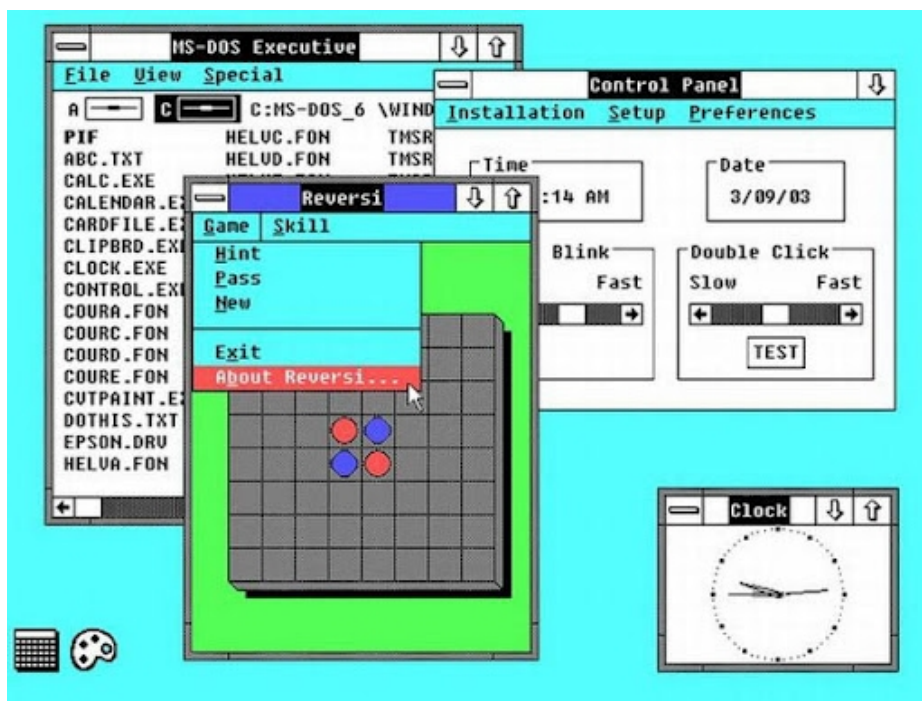 MS-DOS Executive
File View Special
A C C:MS-DOS_6 \WIND
PIF HELVC.FON TMSR
ABC.TXT HELVD.FON TMSR
CALC.EXE
CALENDAR.EX
CARDFILE.E
CLIPBRD.EX
CLOCK.EXE
CONTROL.EX
COURA.FON
COURC.FON
COURD.FON
COURE.FON
CVTPAINT.E
DOTHIS.TXT
EPSON.DRV
HELVA.FON
Control Panel
Installation Setup Preferences
Time
:14 AM
Date
3/09/03
Blink
Fast
Double Click
Slow Fast
TEST
Reversi
Game Skill
Hint
Pass
New
Exit
About Reversi...
Clock